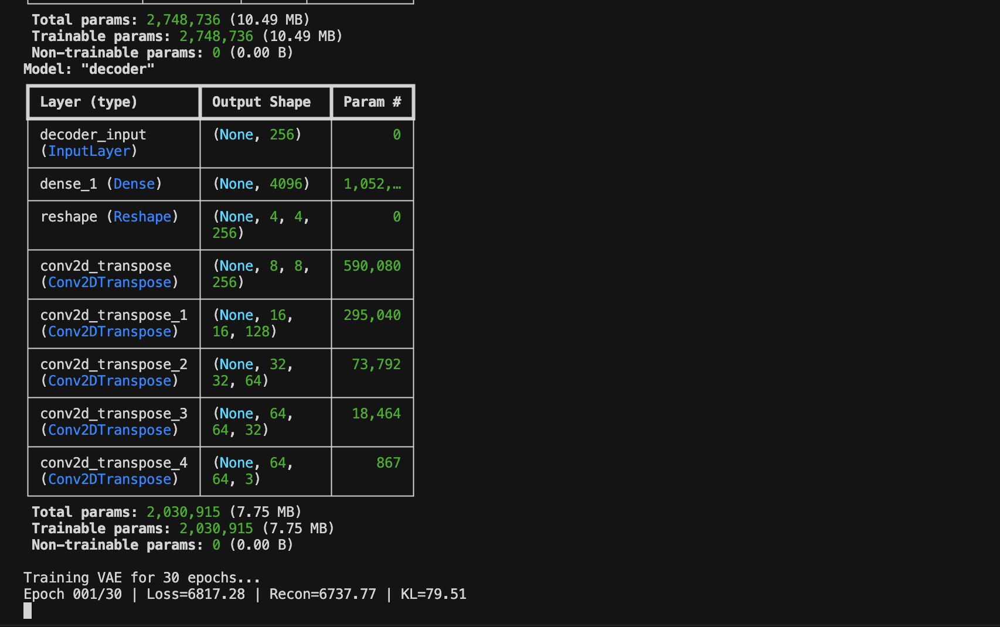 Total params: 2,748,736 (10.49 MB)
Trainable params: 2,748,736 (10.49 MB)
Non-trainable params: 0 (0.00 B)
Model: "decoder"
Layer (type) Output Shape Param #
decoder_input (None, 256) 0
(InputLayer)
dense_1 (Dense) (None, 4096) 1,052,…
reshape (Reshape) (None, 4, 4, 0
256)
conv2d_transpose (None, 8, 8, 590,080
(Conv2DTranspose) 256)
conv2d_transpose_1 (None, 16, 295,040
(Conv2DTranspose) 16, 128)
conv2d_transpose_2 (None, 32, 73,792
(Conv2DTranspose) 32, 64)
conv2d_transpose_3 (None, 64, 18,464
(Conv2DTranspose) 64, 32)
conv2d_transpose_4 (None, 64, 867
(Conv2DTranspose) 64, 3)
Total params: 2,030,915 (7.75 MB)
Trainable params: 2,030,915 (7.75 MB)
Non-trainable params: 0 (0.00 B)
Training VAE for 30 epochs...
Epoch 001/30 | Loss=6817.28 | Recon=6737.77 | KL=79.51